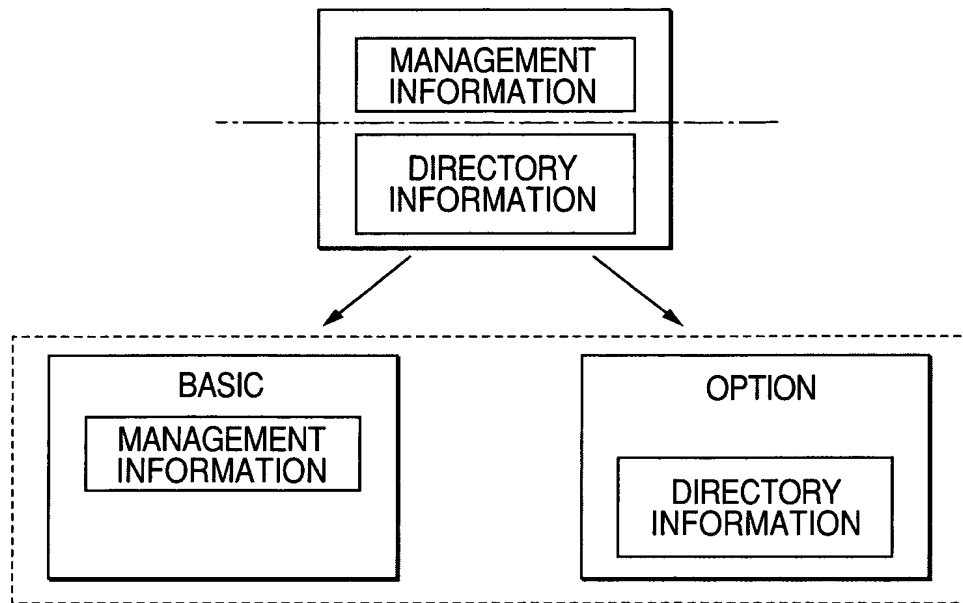 MANAGEMENT
INFORMATION
DIRECTORY
INFORMATION
BASIC
MANAGEMENT
INFORMATION
OPTION
DIRECTORY
INFORMATION